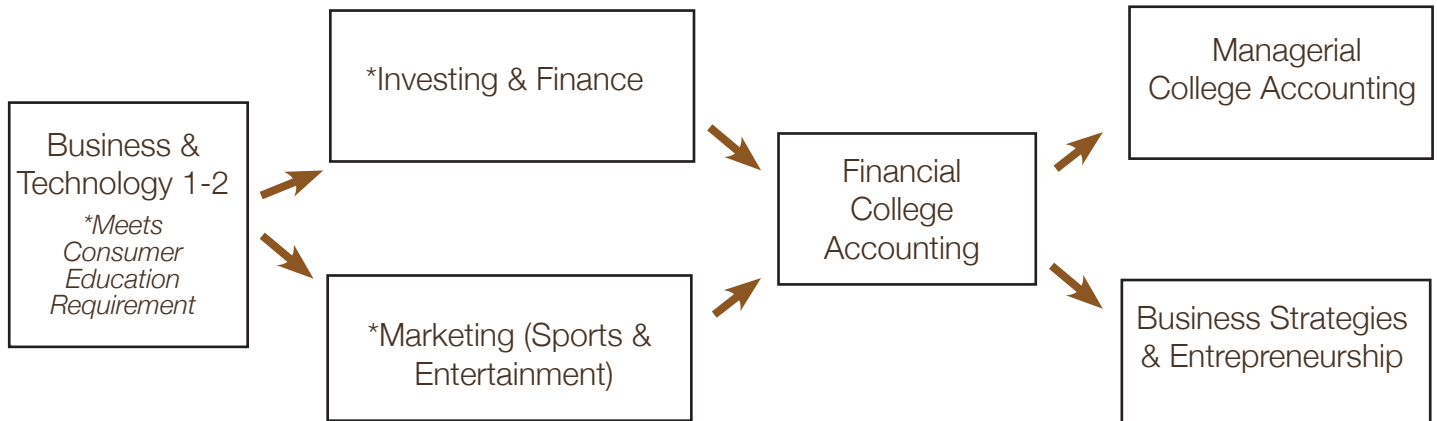 Business &
Technology 1-2
*Meets
Consumer
Education
Requirement
*Investing & Finance
*Marketing (Sports &
Entertainment)
Financial
College
Accounting
Managerial
College Accounting
Business Strategies
& Entrepreneurship